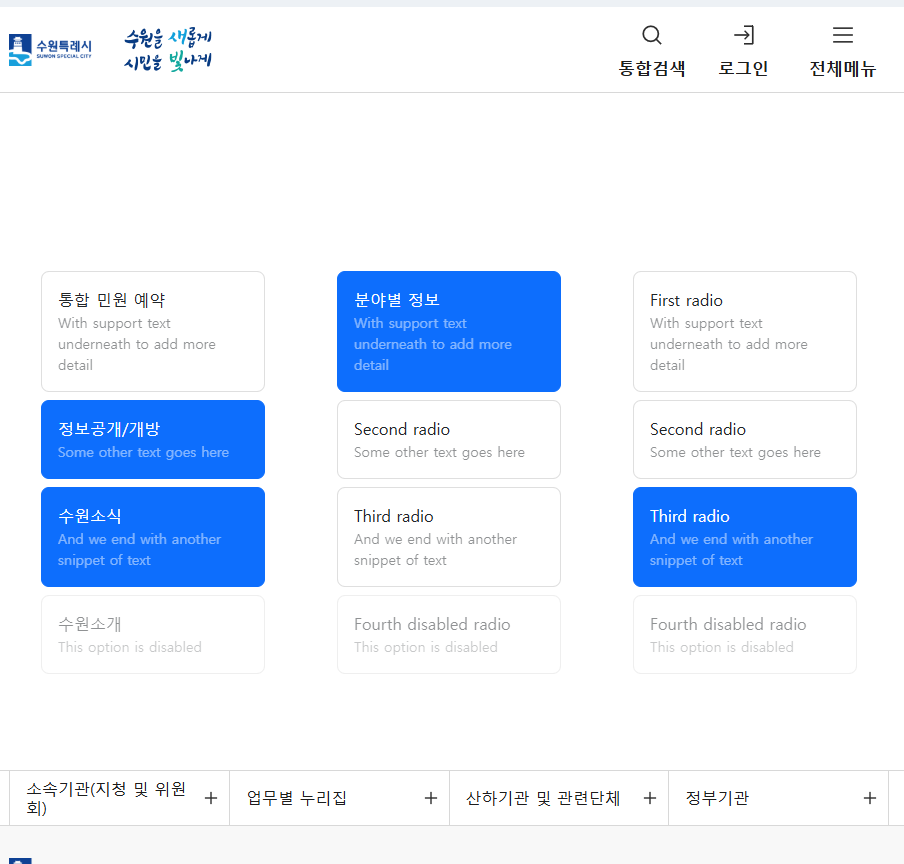 수원특례시
SUWON SPECIAL CITY
수원을 새롭게
시민을 빛나게
통합검색
로그인
전체메뉴
통합 민원 예약
With support text
underneath to add more
detail
정보공개/개방
Some other text goes here
수원소식
And we end with another
snippet of text
수원소개
This option is disabled
분야별 정보
With support text
underneath to add more
detail
Second radio
Some other text goes here
Third radio
And we end with another
snippet of text
Fourth disabled radio
This option is disabled
First radio
With support text
underneath to add more
detail
Second radio
Some other text goes here
Third radio
And we end with another
snippet of text
Fourth disabled radio
This option is disabled
소속기관(지청 및 위원
회)
업무별 누리집
산하기관 및 관련단체
정부기관